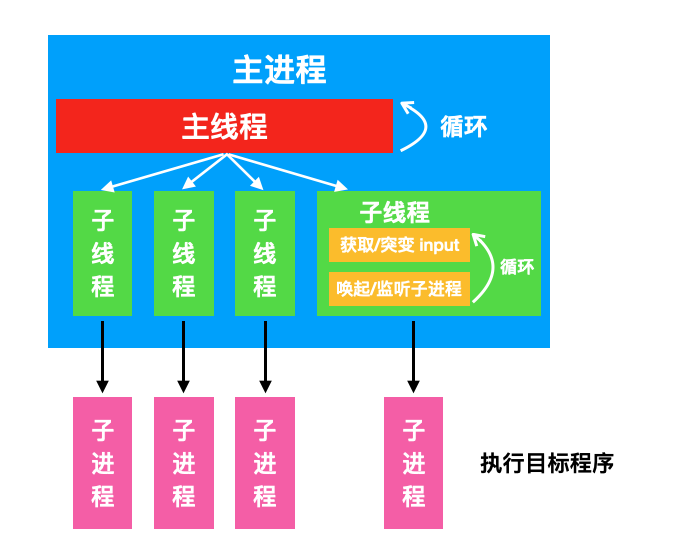 主进程
主线程
循环
子线程
子线程
子线程
子线程
获取/突变 input
唤起/监听子进程
循环
子进程
子进程
子进程
子进程
执行目标程序